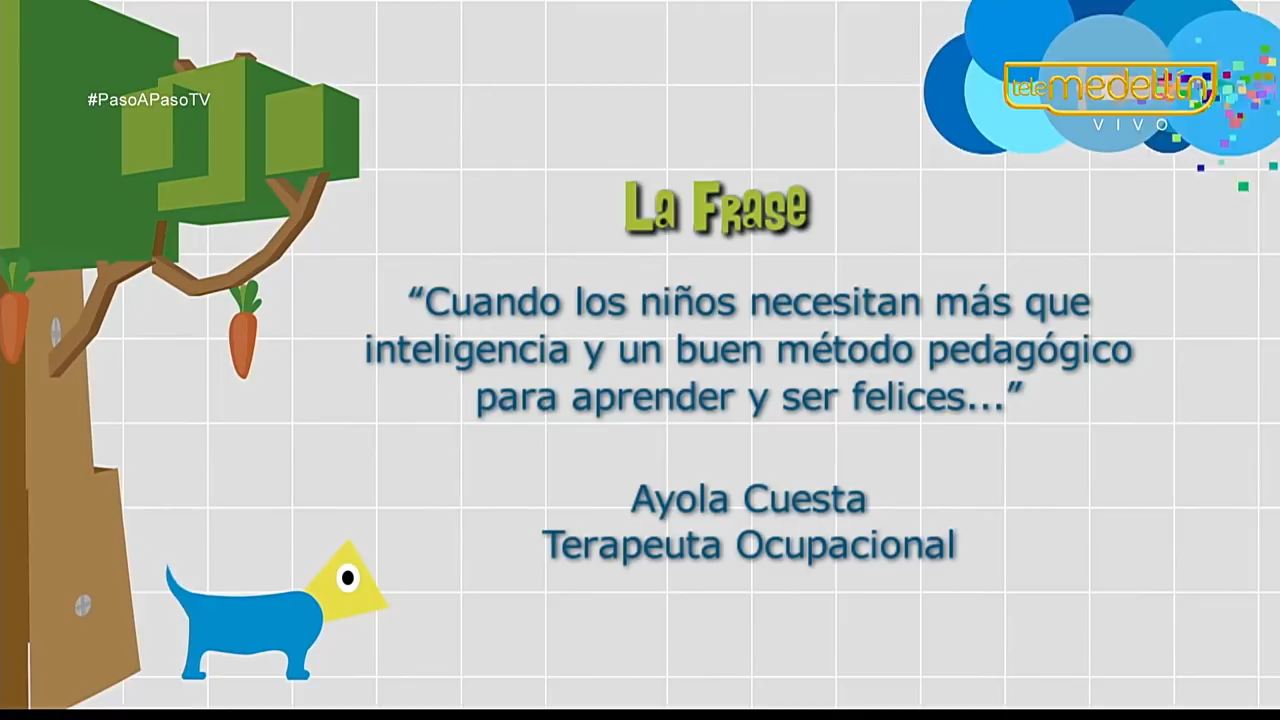 #PasoAPasoTV
telemedellín
VIVO
La Frase
“Cuando los niños necesitan más que
inteligencia y un buen método pedagógico
para aprender y ser felices...”
Ayola Cuesta
Terapeuta Ocupacional